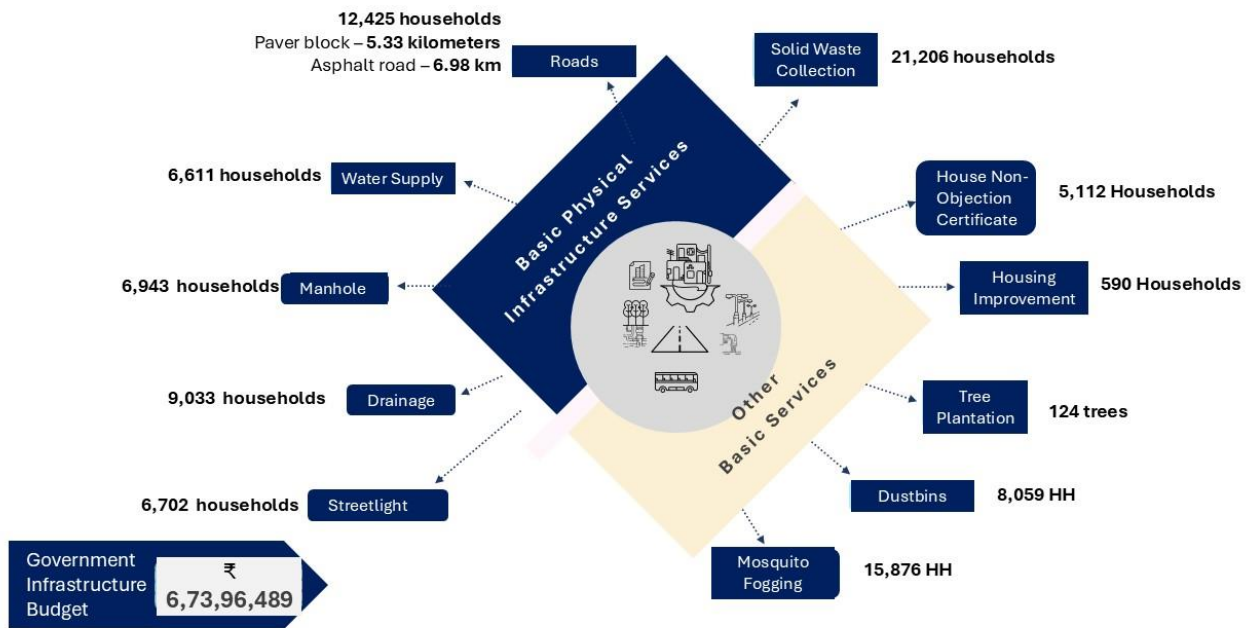 12,425 households
Paver block – 5.33 kilometers
Asphalt road – 6.98 km
Roads
Solid Waste
Collection
21,206 households
6,611 households
Water Supply
House Non-
Objection
Certificate
5,112 Households
6,943 households
Manhole
Housing
Improvement
590 Households
9,033 households
Drainage
Tree
Plantation
124 trees
6,702 households
Streetlight
Dustbins
8,059 HH
Mosquito
Fogging
15,876 HH
Basic Physical
Infrastructure Services
Other
Basic Services
Government
Infrastructure
Budget
₹
6,73,96,489